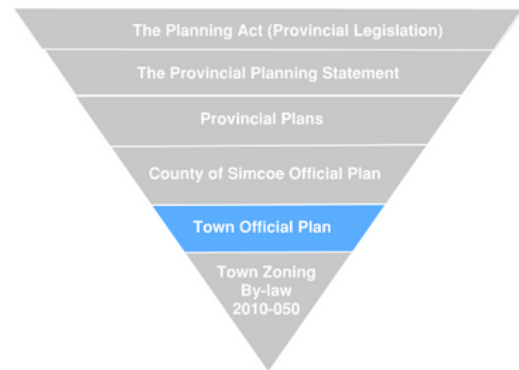 The Planning Act (Provincial Legislation)
The Provincial Planning Statement
Provincial Plans
County of Simcoe Official Plan
Town Official Plan
Town Zoning
By-law
2010-050